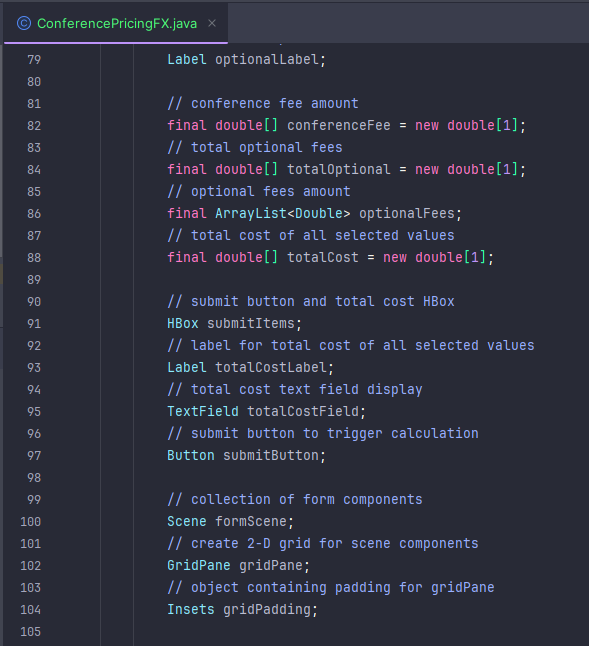 ConferencePricingFX.java ×
79 Label optionalLabel;
80
81 // conference fee amount
82 final double[] conferenceFee = new double[1];
83 // total optional fees
84 final double[] totalOptional = new double[1];
85 // optional fees amount
86 final ArrayList<Double> optionalFees;
87 // total cost of all selected values
88 final double[] totalCost = new double[1];
89
90 // submit button and total cost HBox
91 HBox submitItems;
92 // label for total cost of all selected values
93 Label totalCostLabel;
94 // total cost text field display
95 TextField totalCostField;
96 // submit button to trigger calculation
97 Button submitButton;
98
99 // collection of form components
100 Scene formScene;
101 // create 2-D grid for scene components
102 GridPane gridPane;
103 // object containing padding for gridPane
104 Insets gridPadding;
105